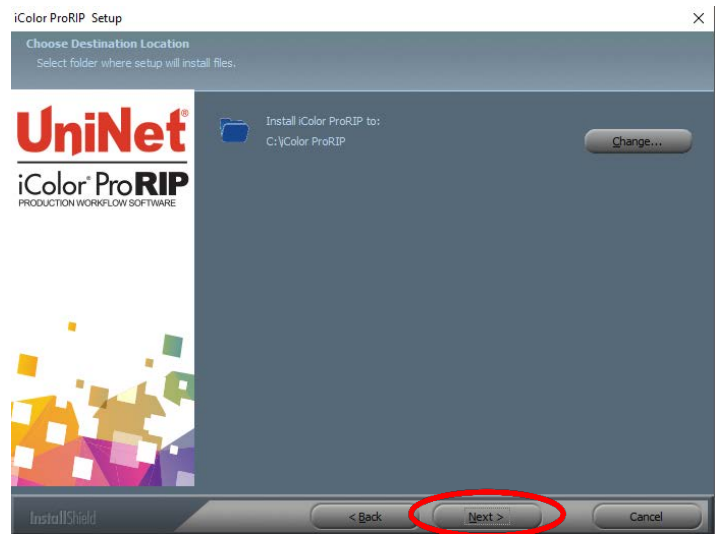 iColor ProRIP Setup
Choose Destination Location
Select folder where setup will install files.
UniNet®
iColor® ProRIP
PRODUCTION WORKFLOW SOFTWARE
Install iColor ProRIP to:
C:\iColor ProRIP
Change...
InstallShield
< Back
Next >
Cancel